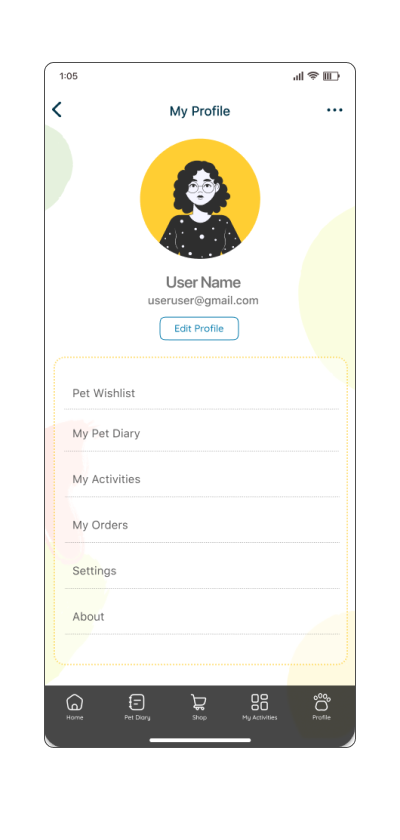 1:05
My Profile
User Name
useruser@gmail.com
Edit Profile
Pet Wishlist
My Pet Diary
My Activities
My Orders
Settings
About
Home Pet Diary Shop My Activities Profile